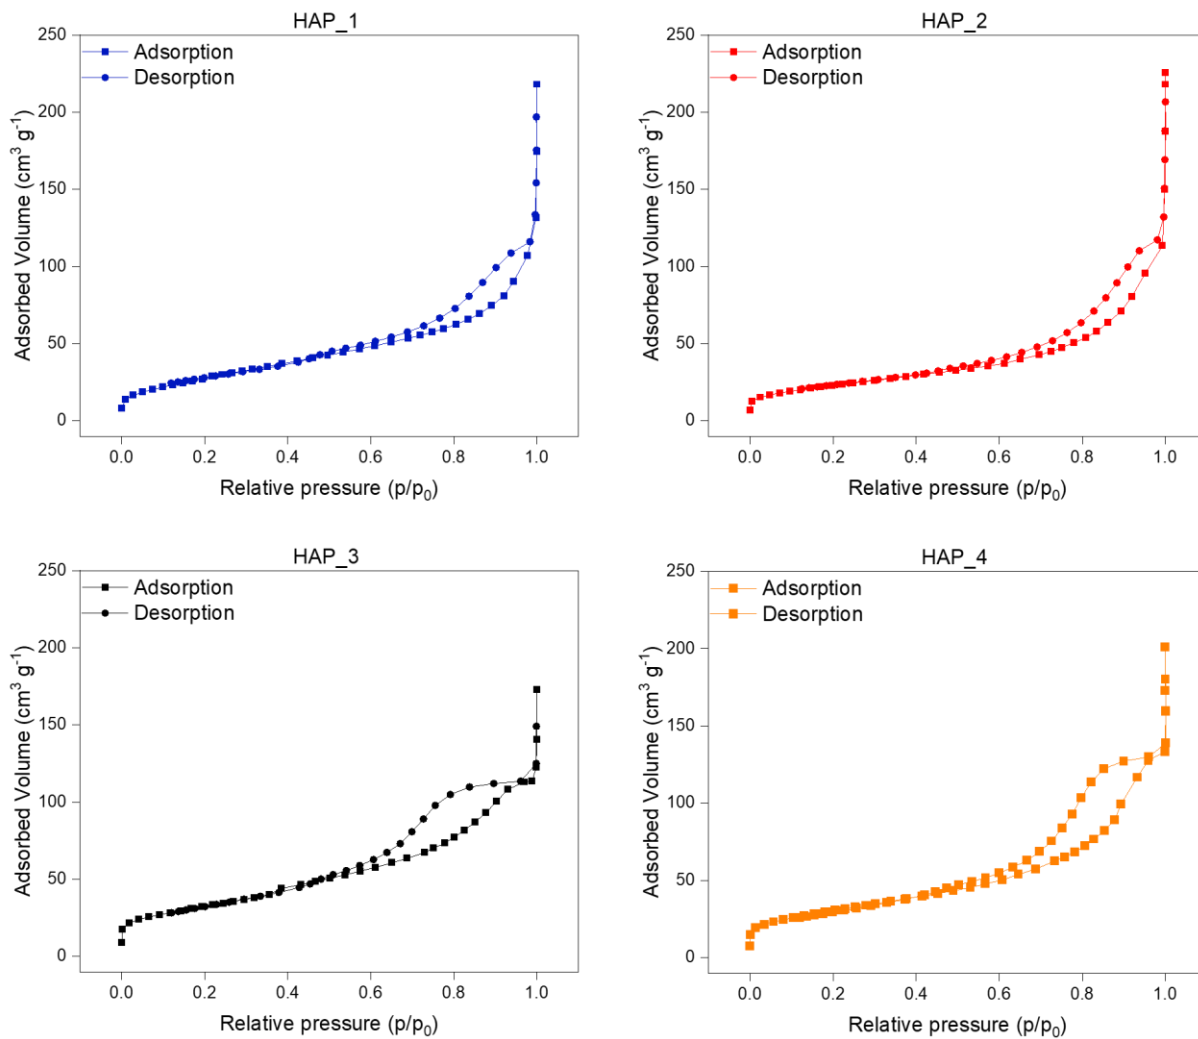 HAP_1
250
200
150
100
50
0
Adsorption
Desorption
Adsorbed Volume (cm³ g⁻¹)
0.0 0.2 0.4 0.6 0.8 1.0
Relative pressure (p/p₀)
HAP_2
250
200
150
100
50
0
Adsorption
Desorption
Adsorbed Volume (cm³ g⁻¹)
0.0 0.2 0.4 0.6 0.8 1.0
Relative pressure (p/p₀)
HAP_3
250
200
150
100
50
0
Adsorption
Desorption
Adsorbed Volume (cm³ g⁻¹)
0.0 0.2 0.4 0.6 0.8 1.0
Relative pressure (p/p₀)
HAP_4
250
200
150
100
50
0
Adsorption
Desorption
Adsorbed Volume (cm³ g⁻¹)
0.0 0.2 0.4 0.6 0.8 1.0
Relative pressure (p/p₀)